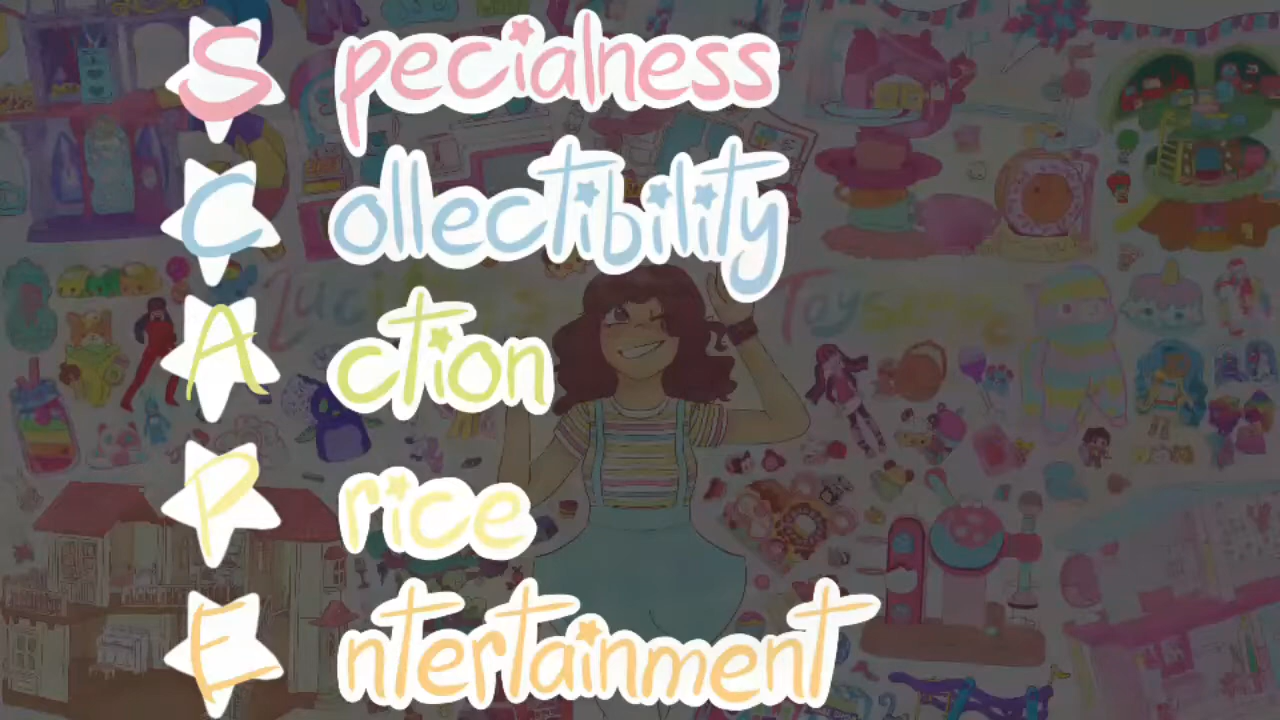 Specialness
Collectibility
Action
Price
Entertainment